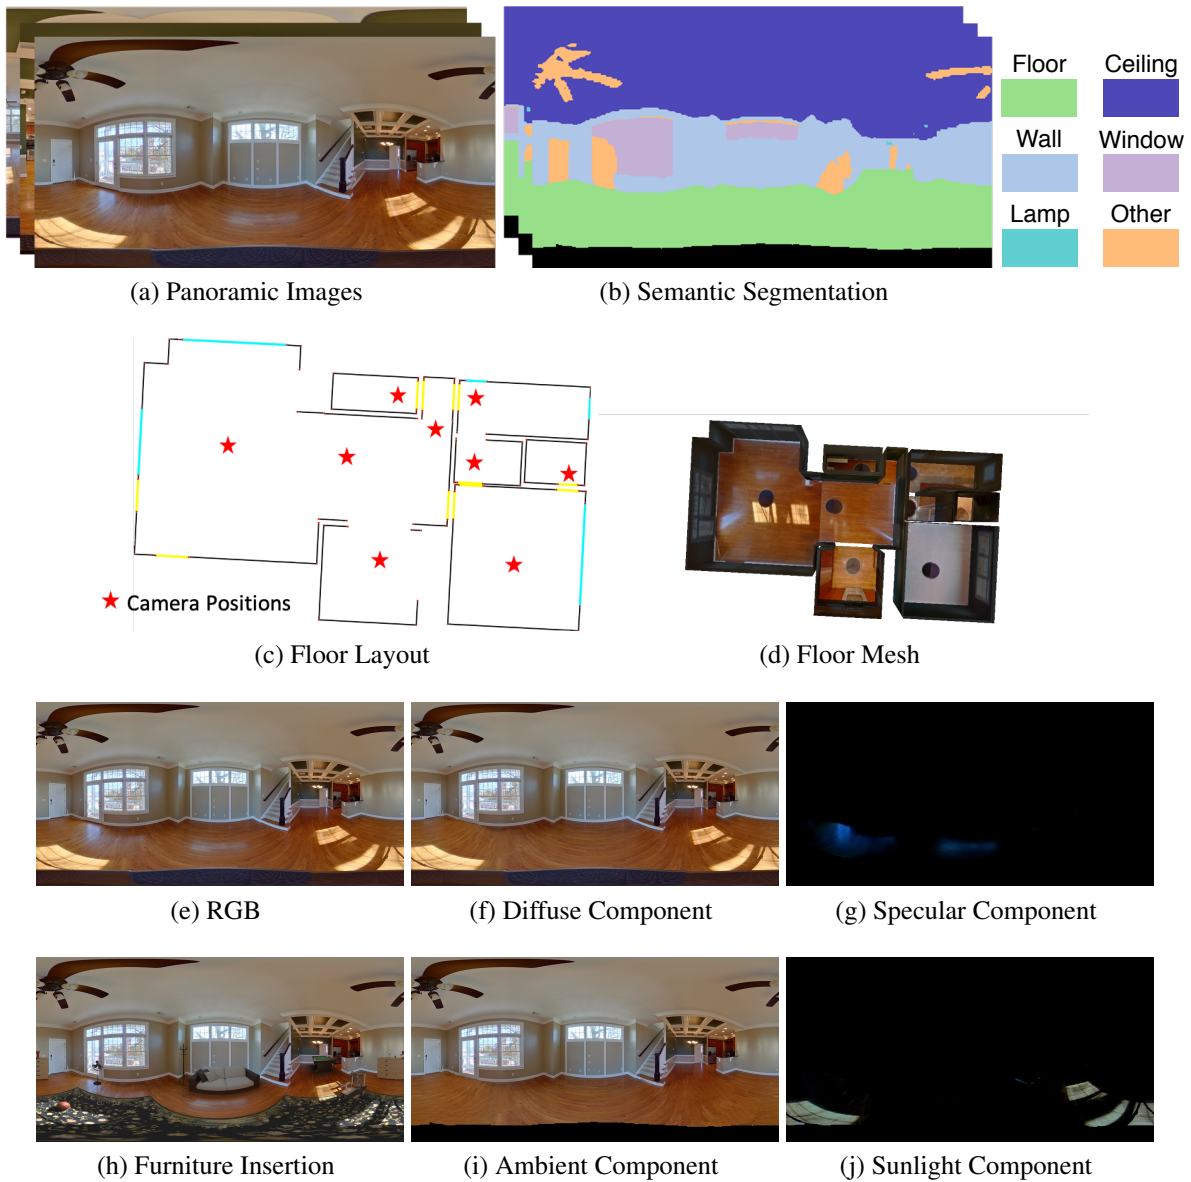 Floor Ceiling
Wall Window
Lamp Other
(a) Panoramic Images
(b) Semantic Segmentation
Camera Positions
(c) Floor Layout
(d) Floor Mesh
(e) RGB
(f) Diffuse Component
(g) Specular Component
(h) Furniture Insertion
(i) Ambient Component
(j) Sunlight Component